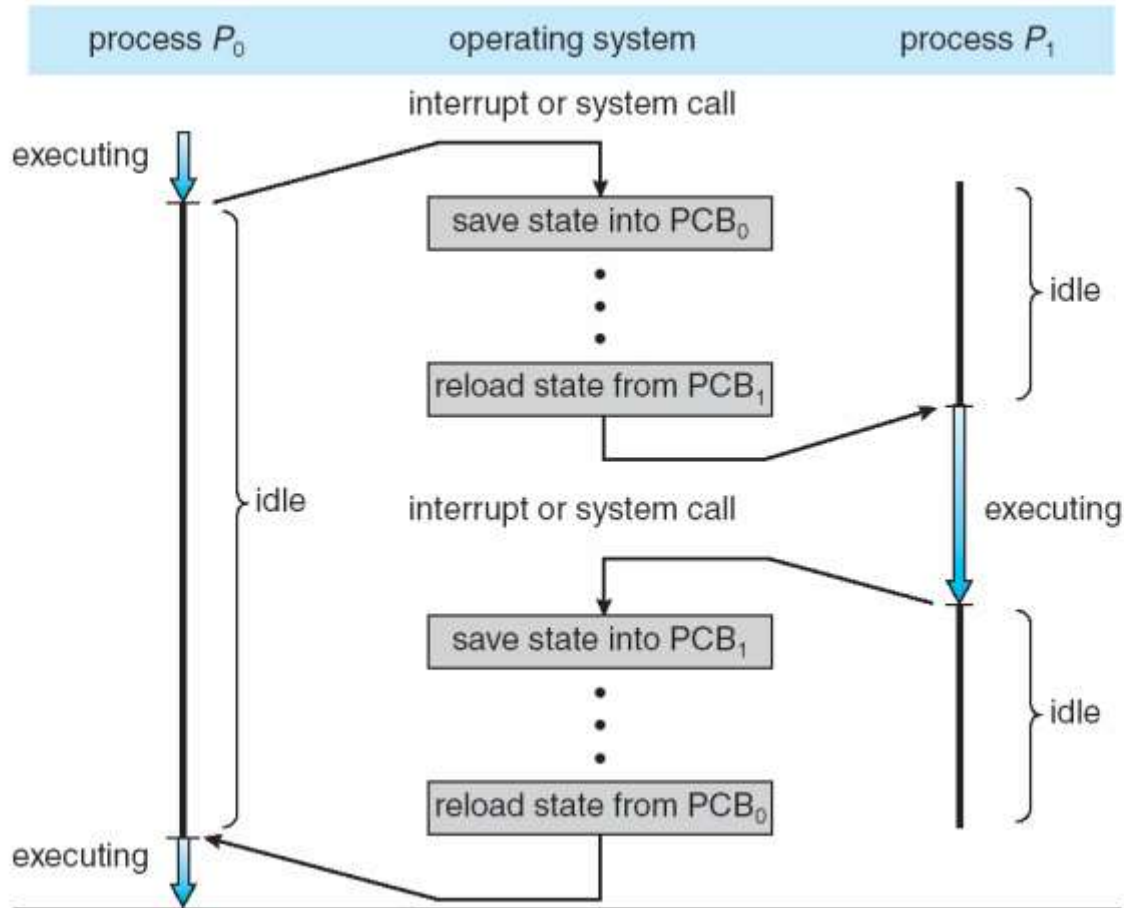 process P₀ operating system process P₁
interrupt or system call
executing
save state into PCB₀
idle
reload state from PCB₁
idle
interrupt or system call
executing
save state into PCB₁
idle
reload state from PCB₀
executing